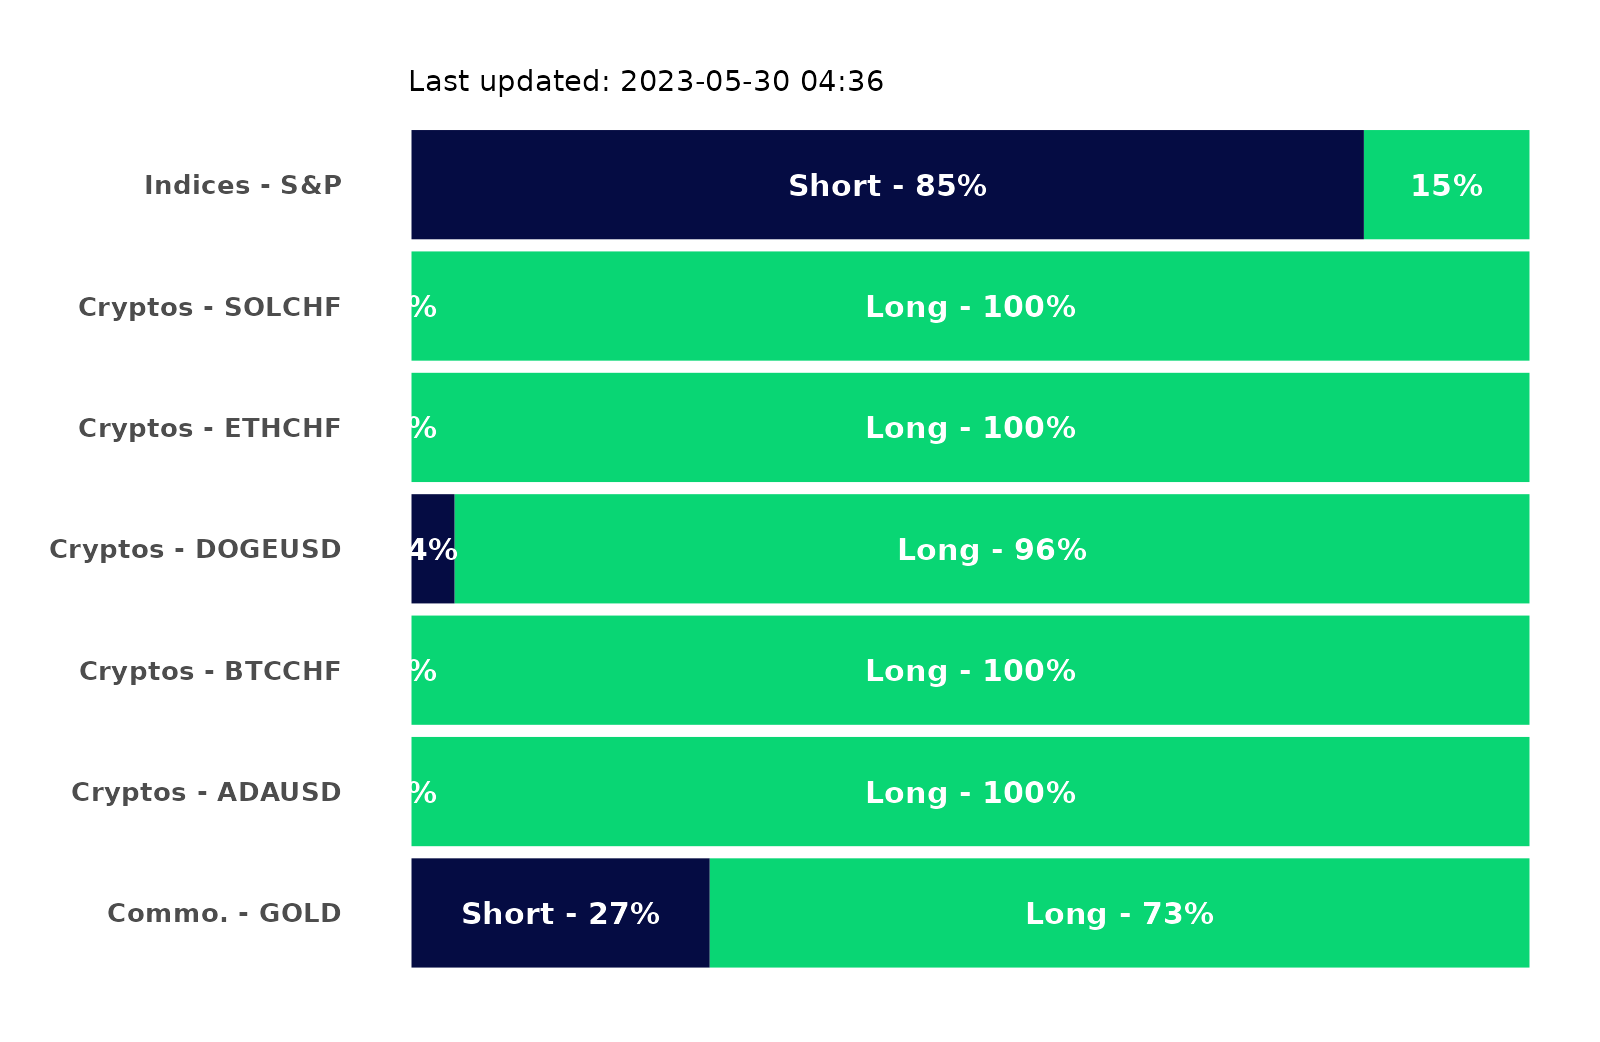 Last updated: 2023-05-30 04:36
Indices - S&P Short - 85% 15%
Cryptos - SOLCHF % Long - 100%
Cryptos - ETHCHF % Long - 100%
Cryptos - DOGEUSD 4% Long - 96%
Cryptos - BTCCHF % Long - 100%
Cryptos - ADAUSD % Long - 100%
Commo. - GOLD Short - 27% Long - 73%